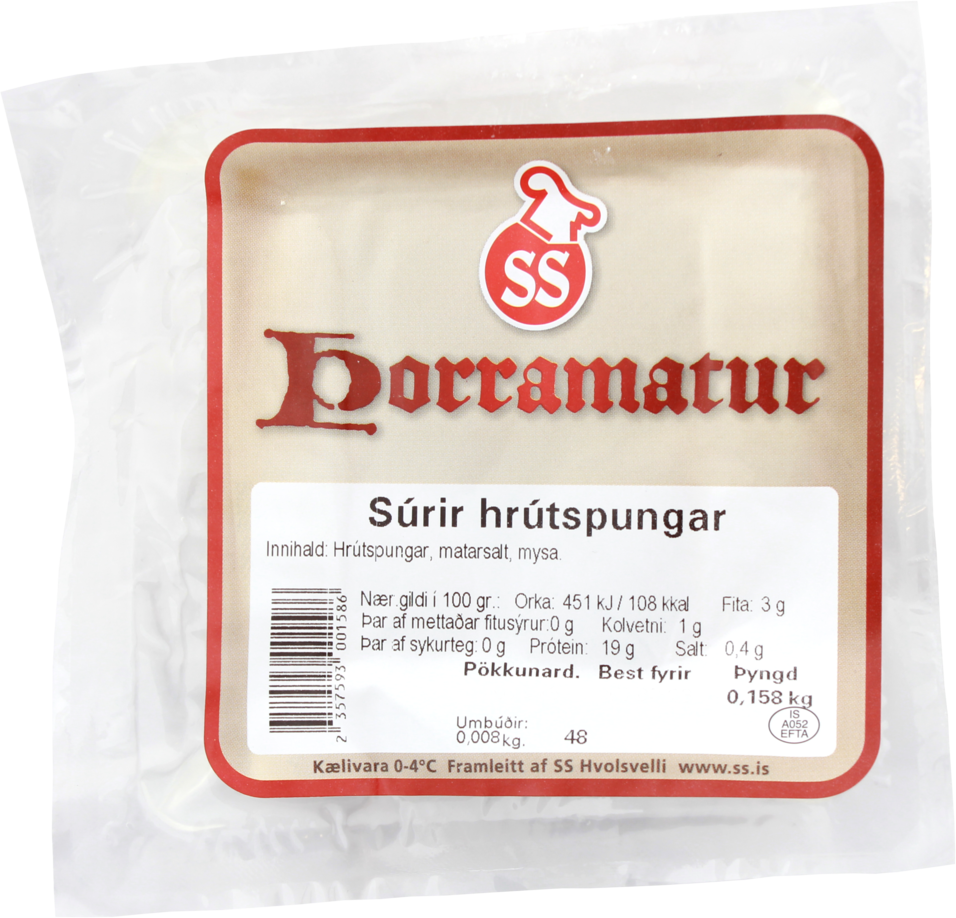 SS
Þorramatur
Súrir hrútspungar
Innihald: Hrútspungar, matarsalt, mysa.
Nær.gildi í 100 gr.: Orka: 451 kJ / 108 kkal Fita: 3 g
Þar af mettaðar fitusýrur:0 g Kolvetni: 1 g
Þar af sykurteg: 0 g Prótein: 19 g Salt: 0,4 g
Pökkunard. Best fyrir Þyngd
0,158 kg
Umbúðir:
0,008kg. 48
IS
A052
EFTA
2 357593 001586
Kælivara 0-4°C Framleitt af SS Hvolsvelli www.ss.is